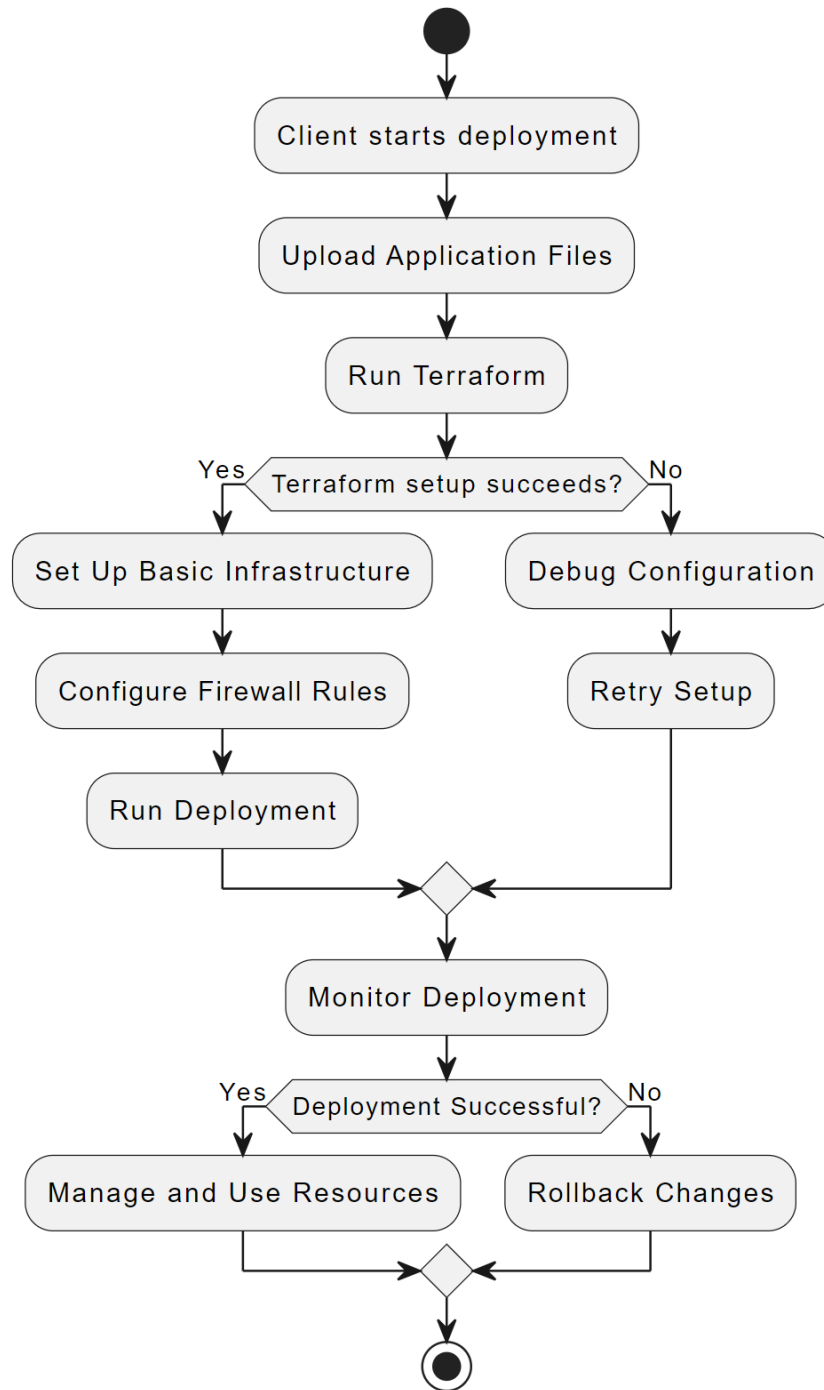 Client starts deployment
Upload Application Files
Run Terraform
Yes
Terraform setup succeeds?
No
Set Up Basic Infrastructure
Debug Configuration
Configure Firewall Rules
Retry Setup
Run Deployment
Monitor Deployment
Yes
Deployment Successful?
No
Manage and Use Resources
Rollback Changes